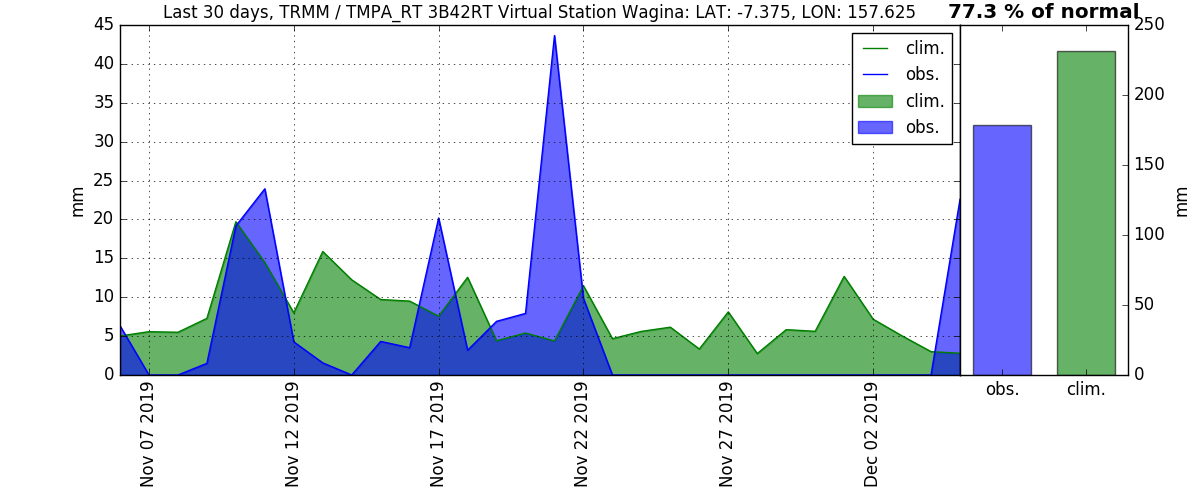 Last 30 days, TRMM / TMPA_RT 3B42RT Virtual Station Wagina: LAT: -7.375, LON: 157.625
77.3 % of normal
45
40
35
30
25
20
15
10
5
0
mm
clim.
obs.
clim.
obs.
Nov 07 2019
Nov 12 2019
Nov 17 2019
Nov 22 2019
Nov 27 2019
Dec 02 2019
250
200
150
100
50
0
mm
obs.
clim.